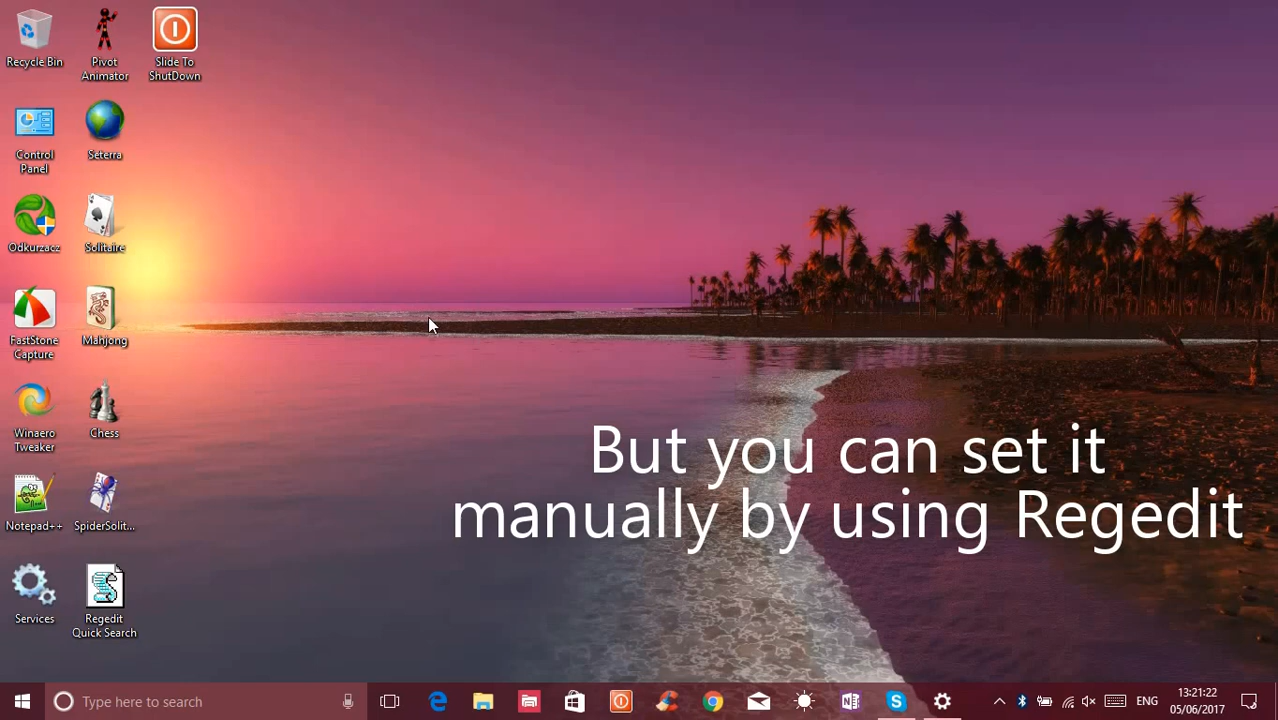 Recycle Bin
Pivot
Animator
Slide To
ShutDown
Control
Panel
Seterra
Odkurzacz
Solitaire
FastStone
Capture
Mahjong
Winaero
Tweaker
Chess
Notepad++
SpiderSolit...
Services
Regedit
Quick Search
But you can set it
manually by using Regedit
Type here to search
ENG
13:21:22
05/06/2017